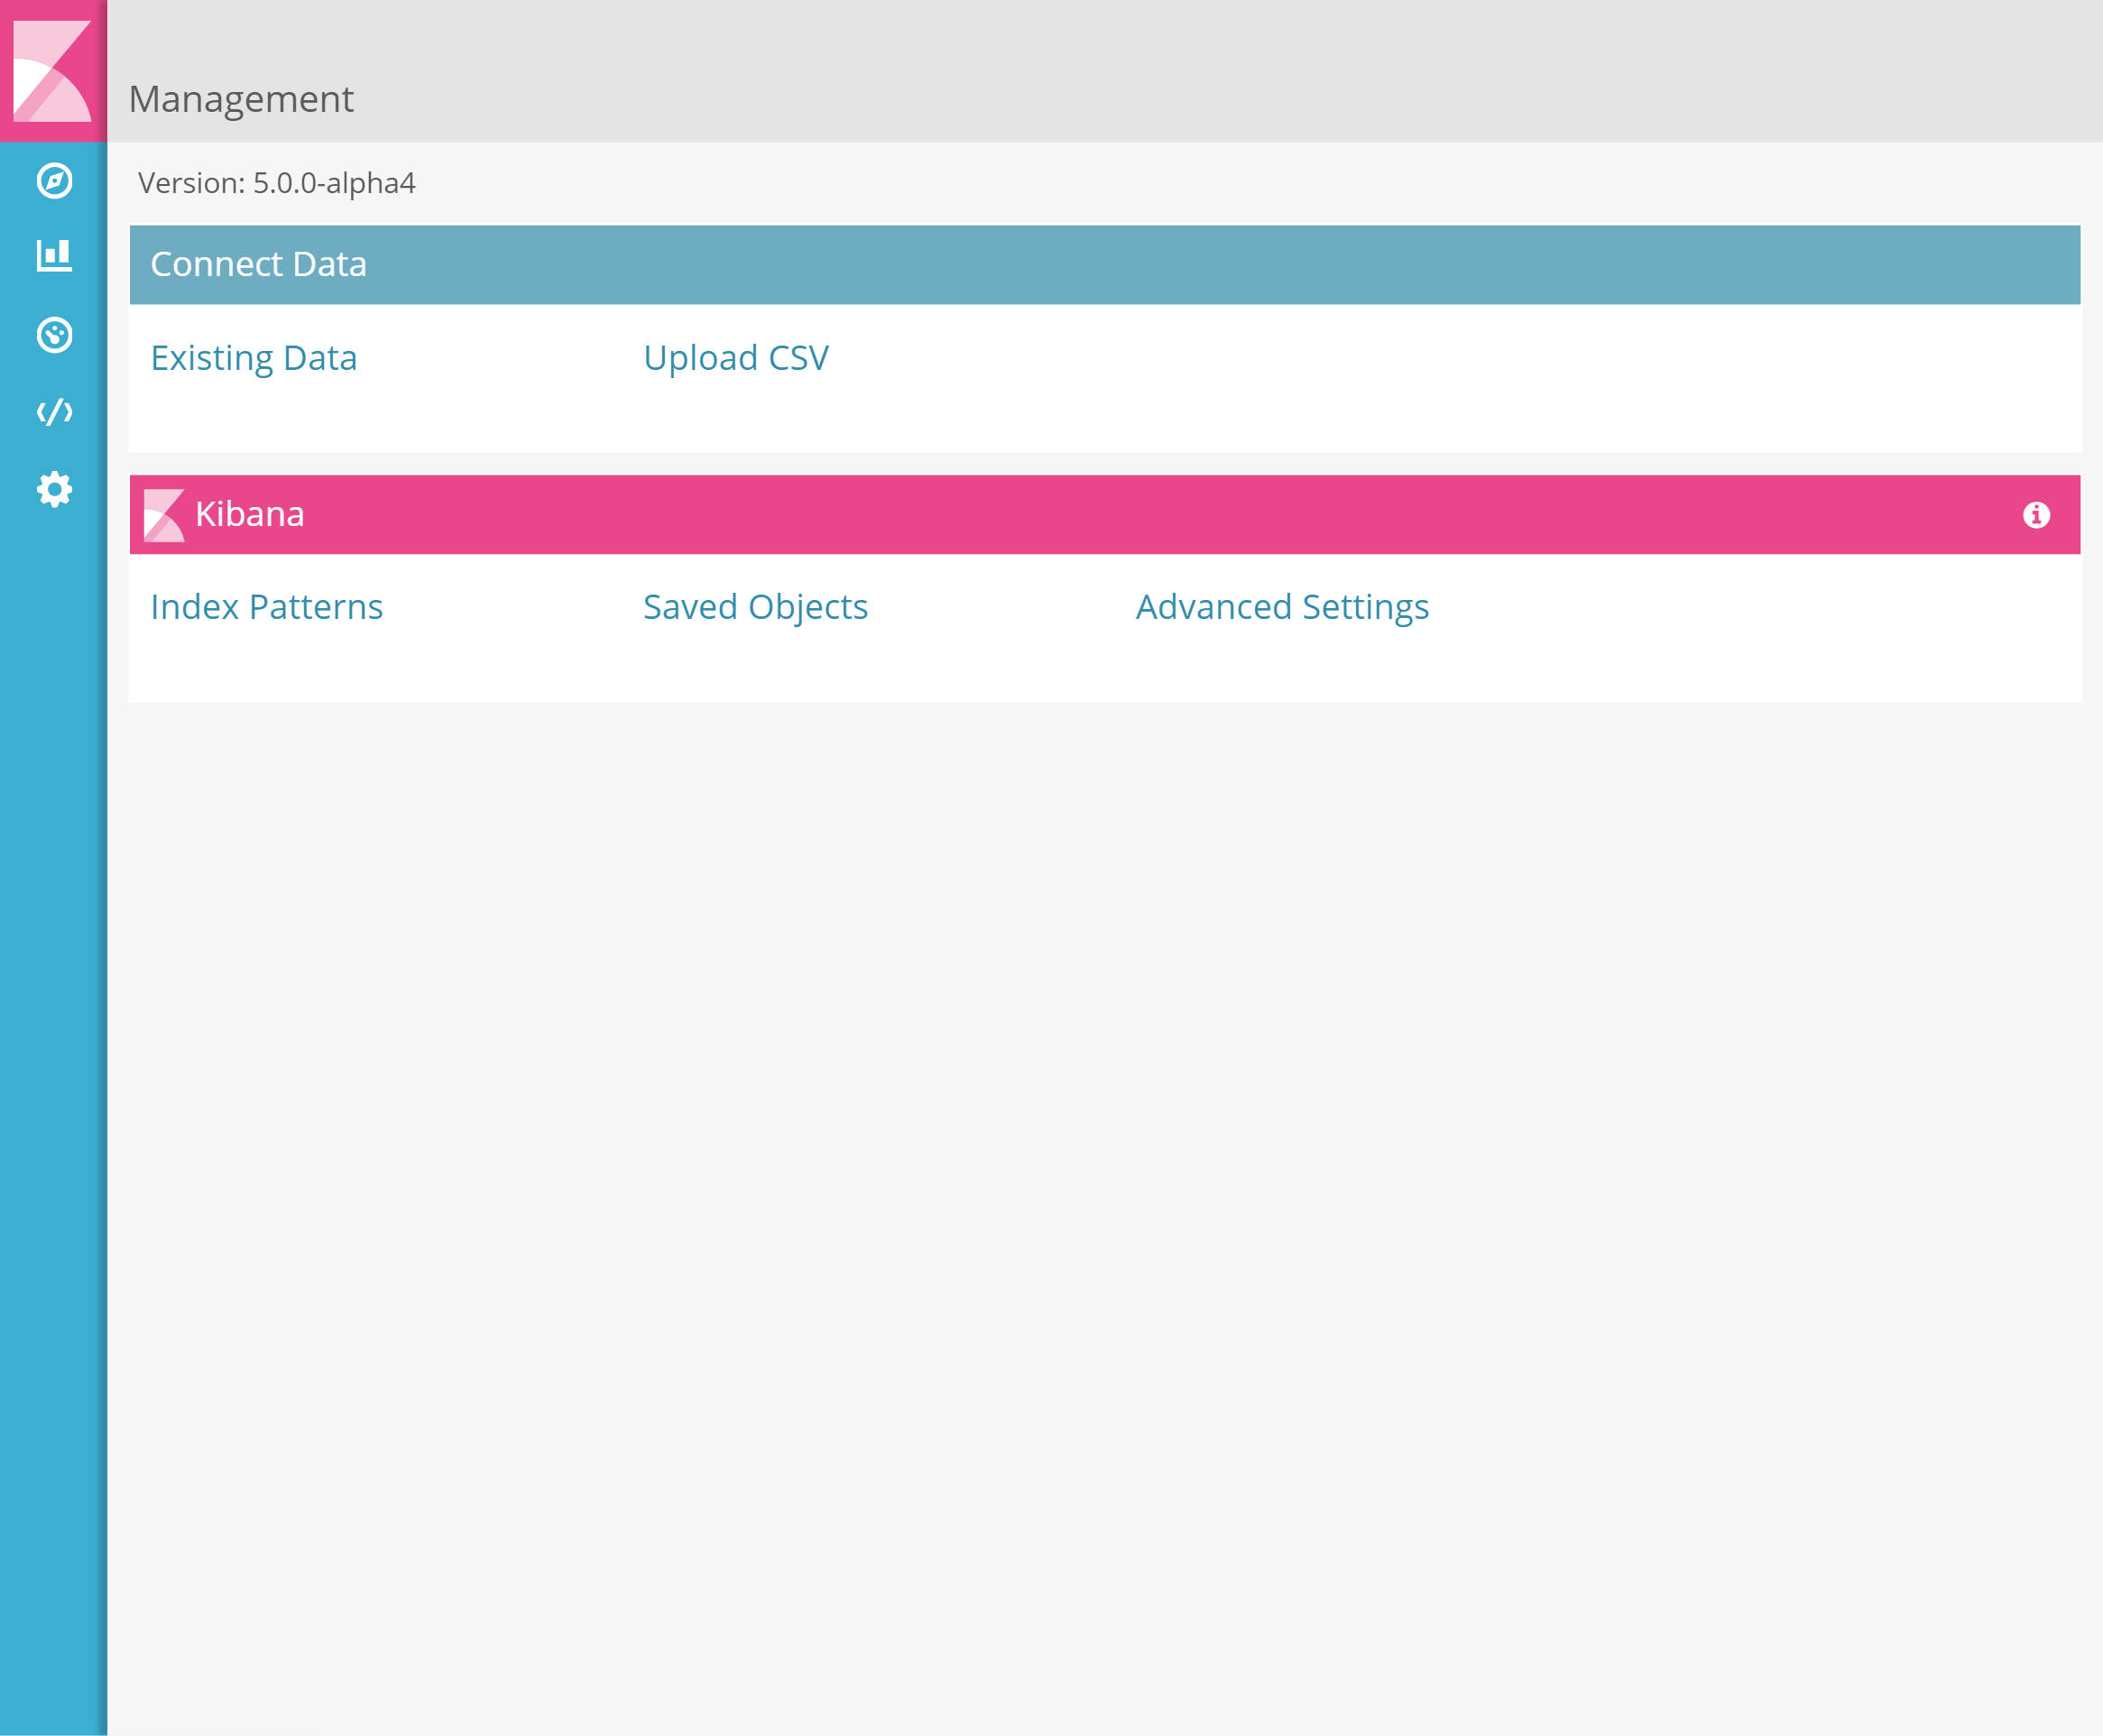 Management
Version: 5.0.0-alpha4
Connect Data
Existing Data Upload CSV
Kibana
Index Patterns Saved Objects Advanced Settings